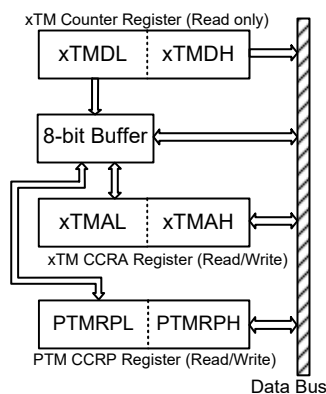 xTM Counter Register (Read only)
xTMDL xTMDH
8-bit Buffer
xTMAL xTMAH
xTM CCRA Register (Read/Write)
PTMRPL PTMRPH
PTM CCRP Register (Read/Write)
Data Bus